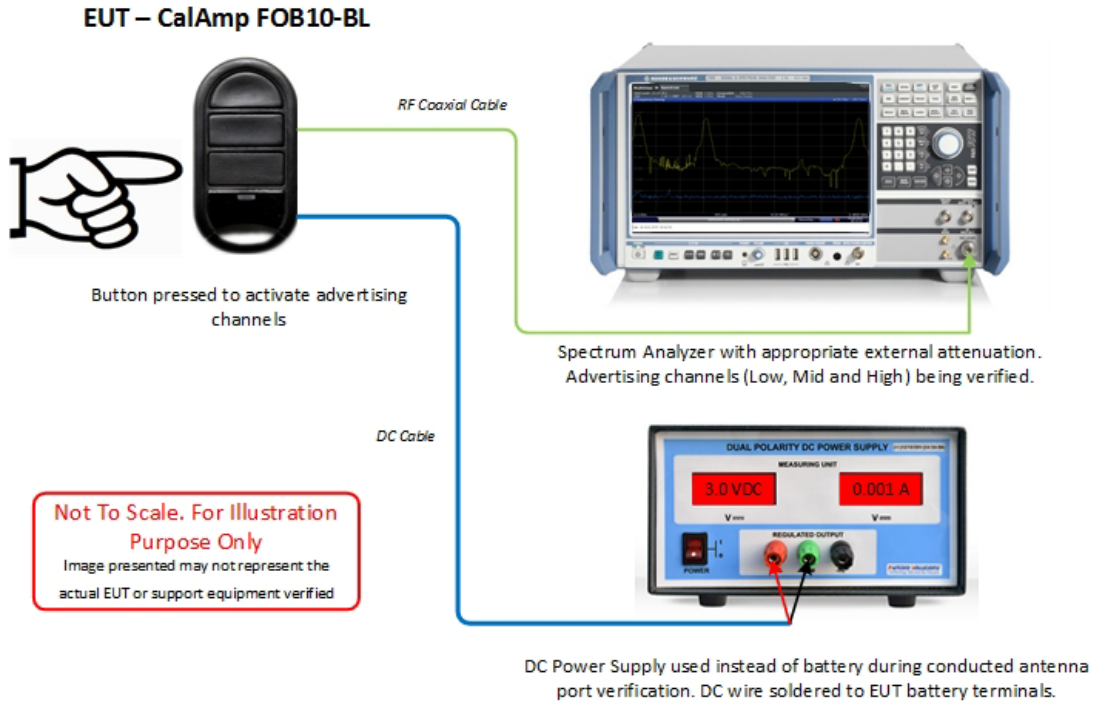 EUT – CalAmp FOB10-BL
RF Coaxial Cable
Button pressed to activate advertising
channels
Spectrum Analyzer with appropriate external attenuation.
Advertising channels (Low, Mid and High) being verified.
DC Cable
DUAL POLARITY DC POWER SUPPLY
MEASURING UNIT
3.0 VDC
0.001 A
V
V
REGULATED OUTPUT
POWER
Not To Scale. For Illustration
Purpose Only
Image presented may not represent the
actual EUT or support equipment verified
DC Power Supply used instead of battery during conducted antenna
port verification. DC wire soldered to EUT battery terminals.